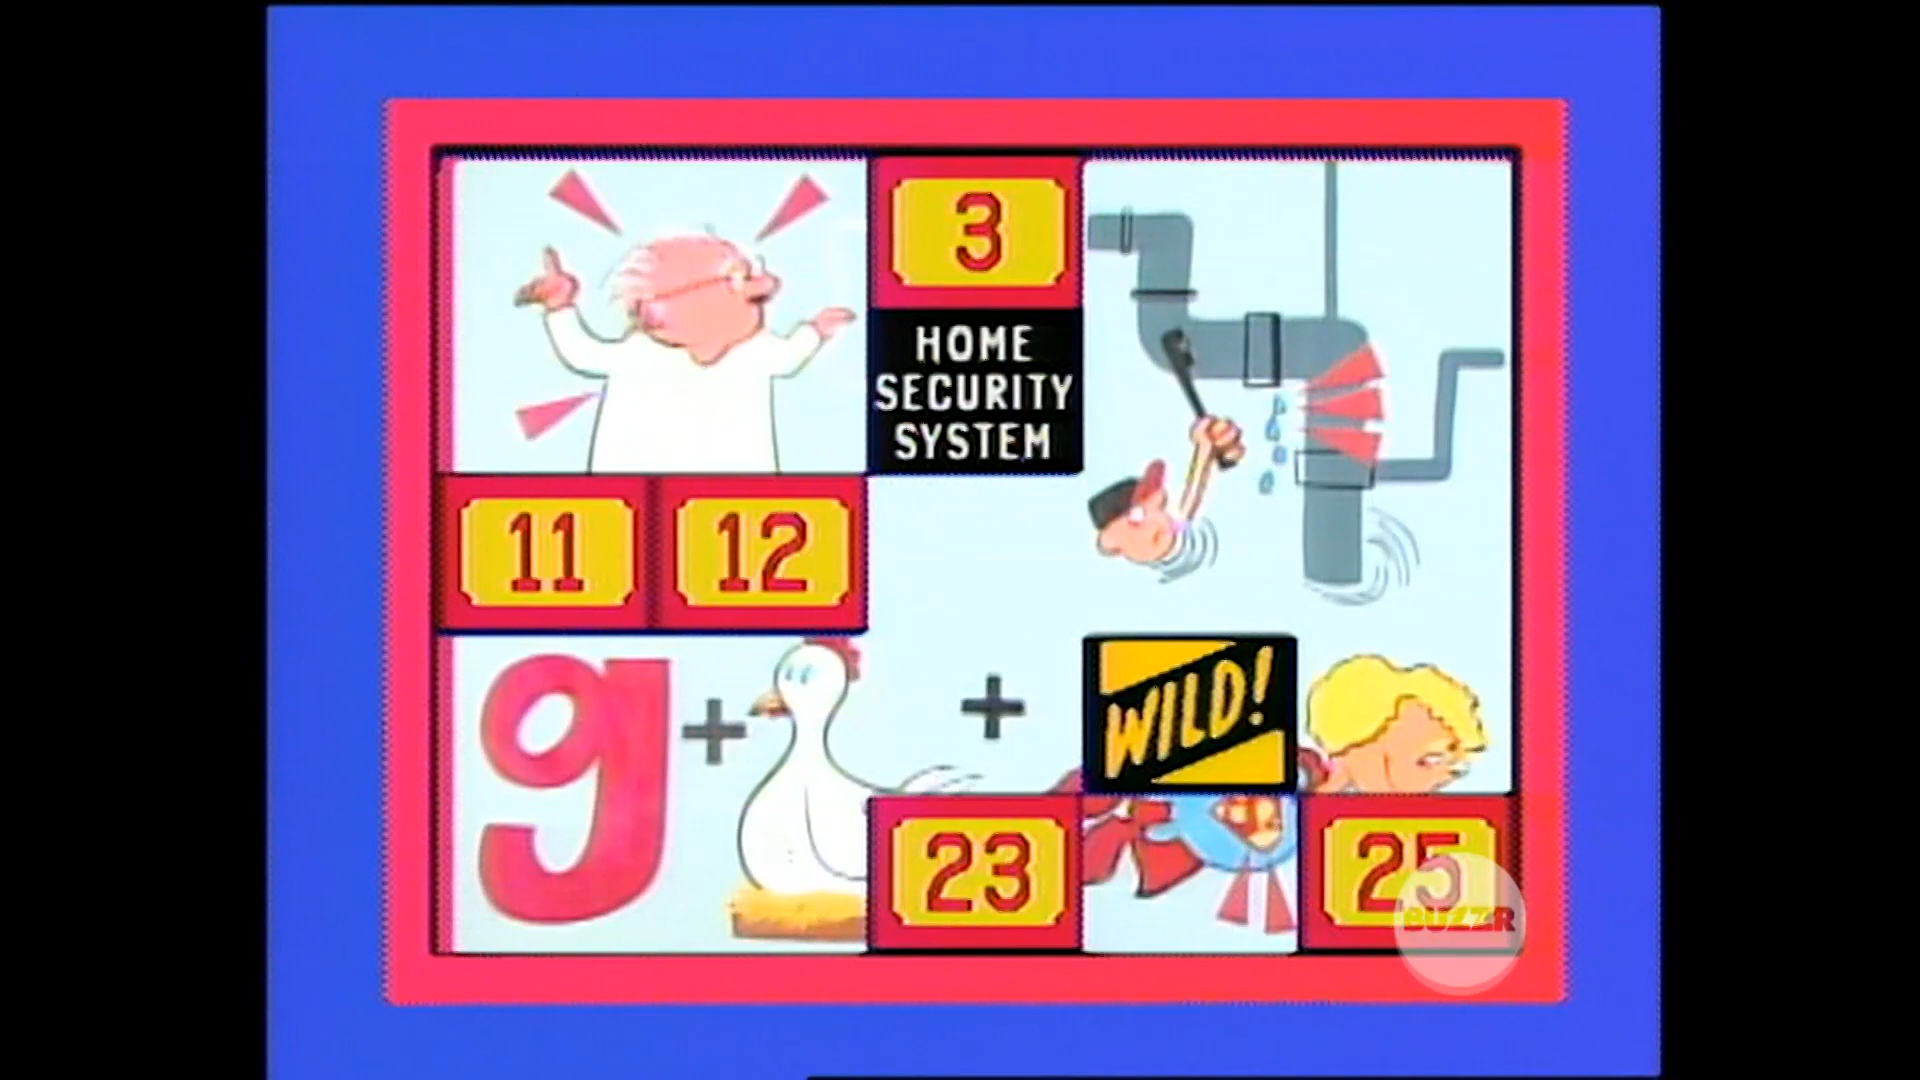 3
HOME
SECURITY
SYSTEM
11 12
g + +
WILD!
23 25
BUZZR